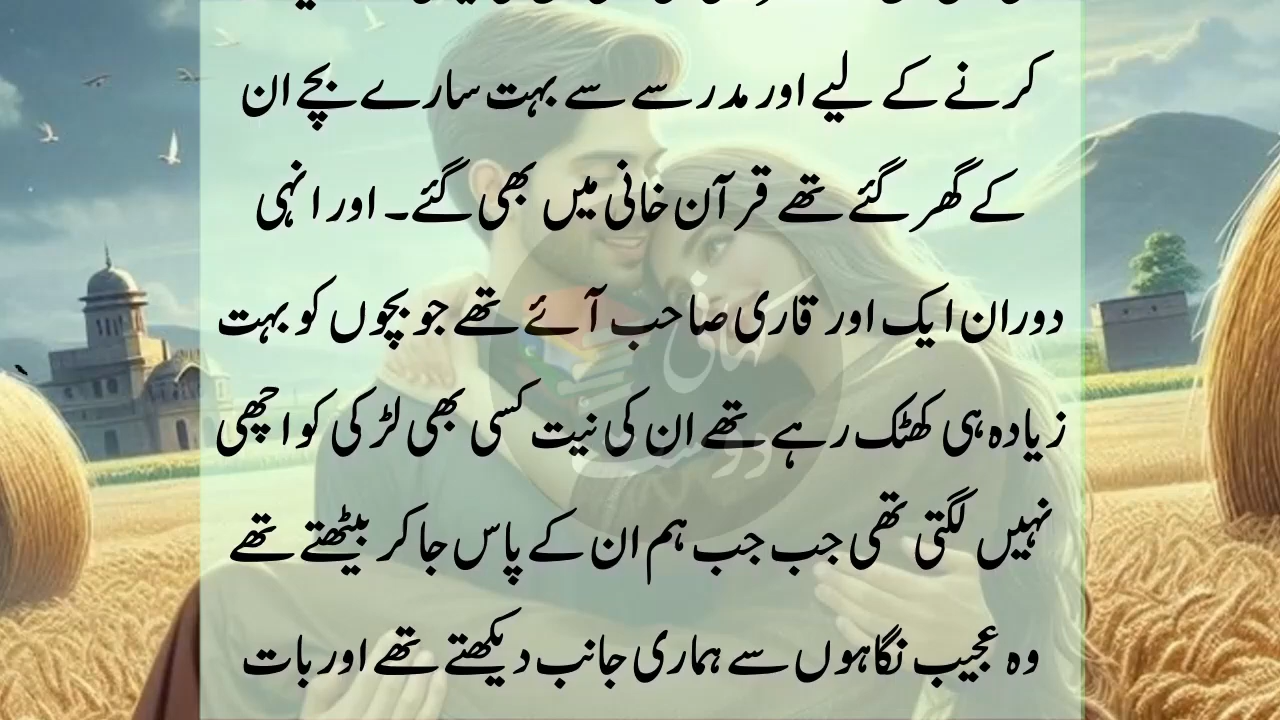 کرنے کے لیے اور مدرسے سے بہت سارے بچے ان
کے گھر گئے تھے قرآن خانی میں بھی گئے۔ اور انہی
دوران ایک اور قاری صاحب آئے تھے جو بچوں کو بہت
زیادہ ہی کھٹک رہے تھے ان کی نیت کسی بھی لڑکی کو اچھی
نہیں لگتی تھی جب جب ہم ان کے پاس جا کر بیٹھتے تھے
وہ عجیب نگاہوں سے ہماری جانب دیکھتے تھے اور بات